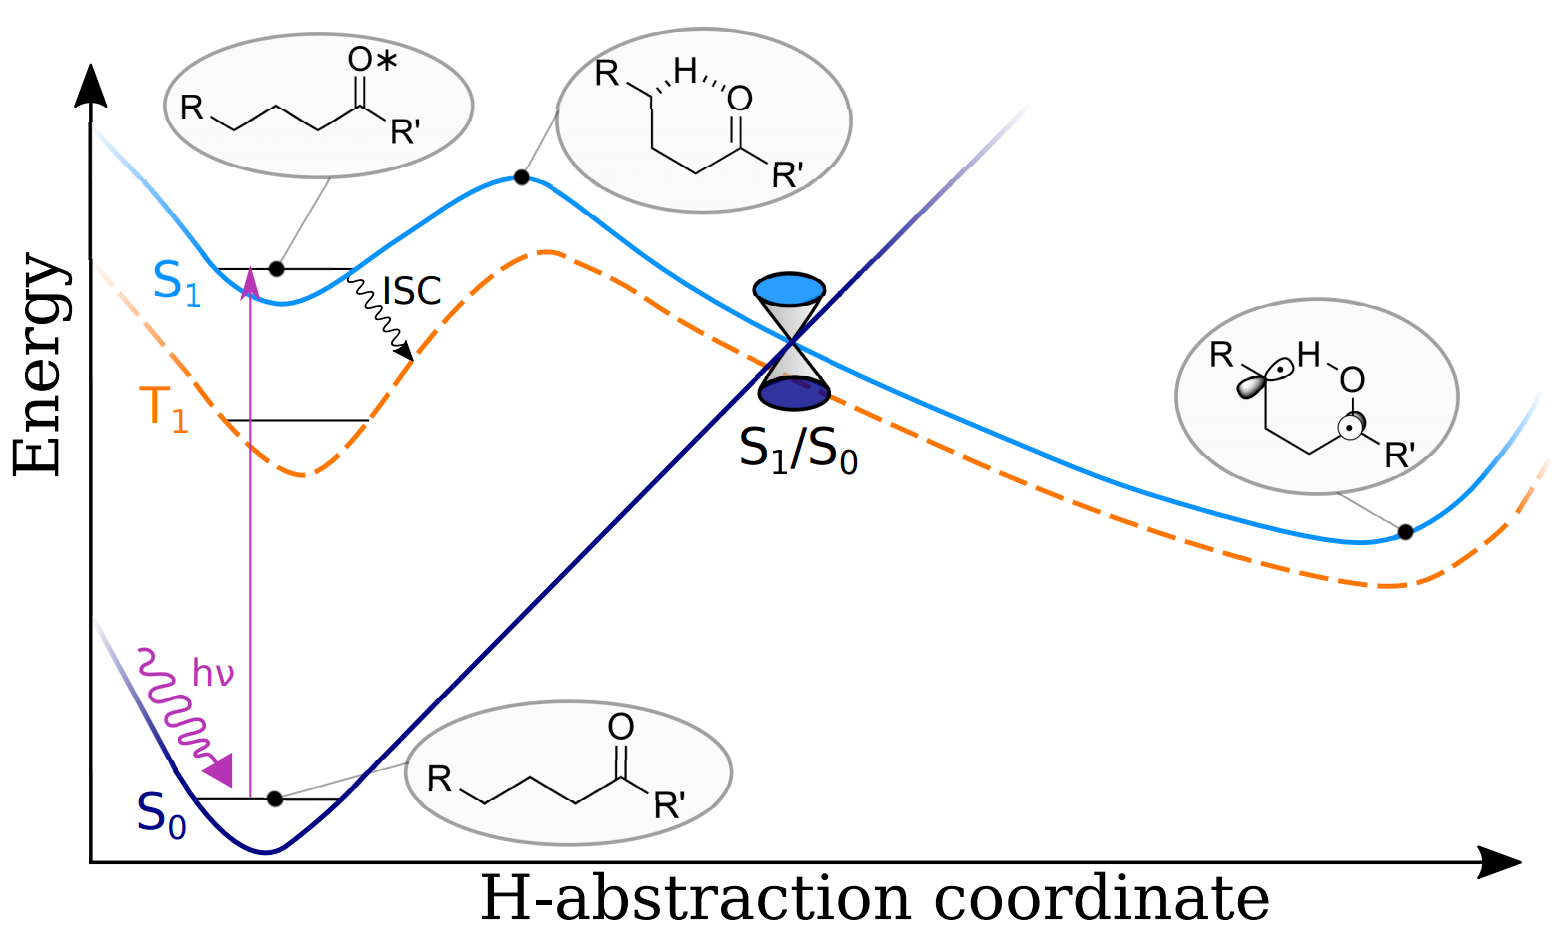 O*
R
R'
R
H
O
R'
S₁
ISC
T₁
S₁/S₀
R
H
O
R'
hν
O
R
R'
S₀
Energy
H-abstraction coordinate